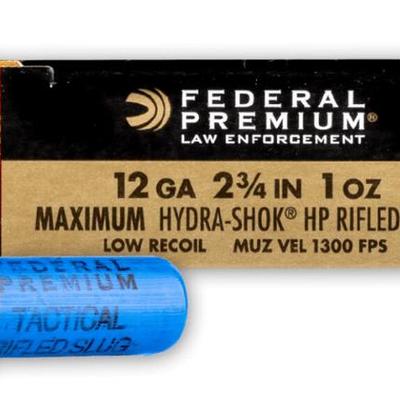 FEDERAL
PREMIUM®
LAW ENFORCEMENT
12 GA 2¾ IN 1 OZ
MAXIMUM HYDRA-SHOK® HP RIFLED
LOW RECOIL MUZ VEL 1300 FPS
FEDERAL
PREMIUM
TACTICAL
RIFLED SLUG